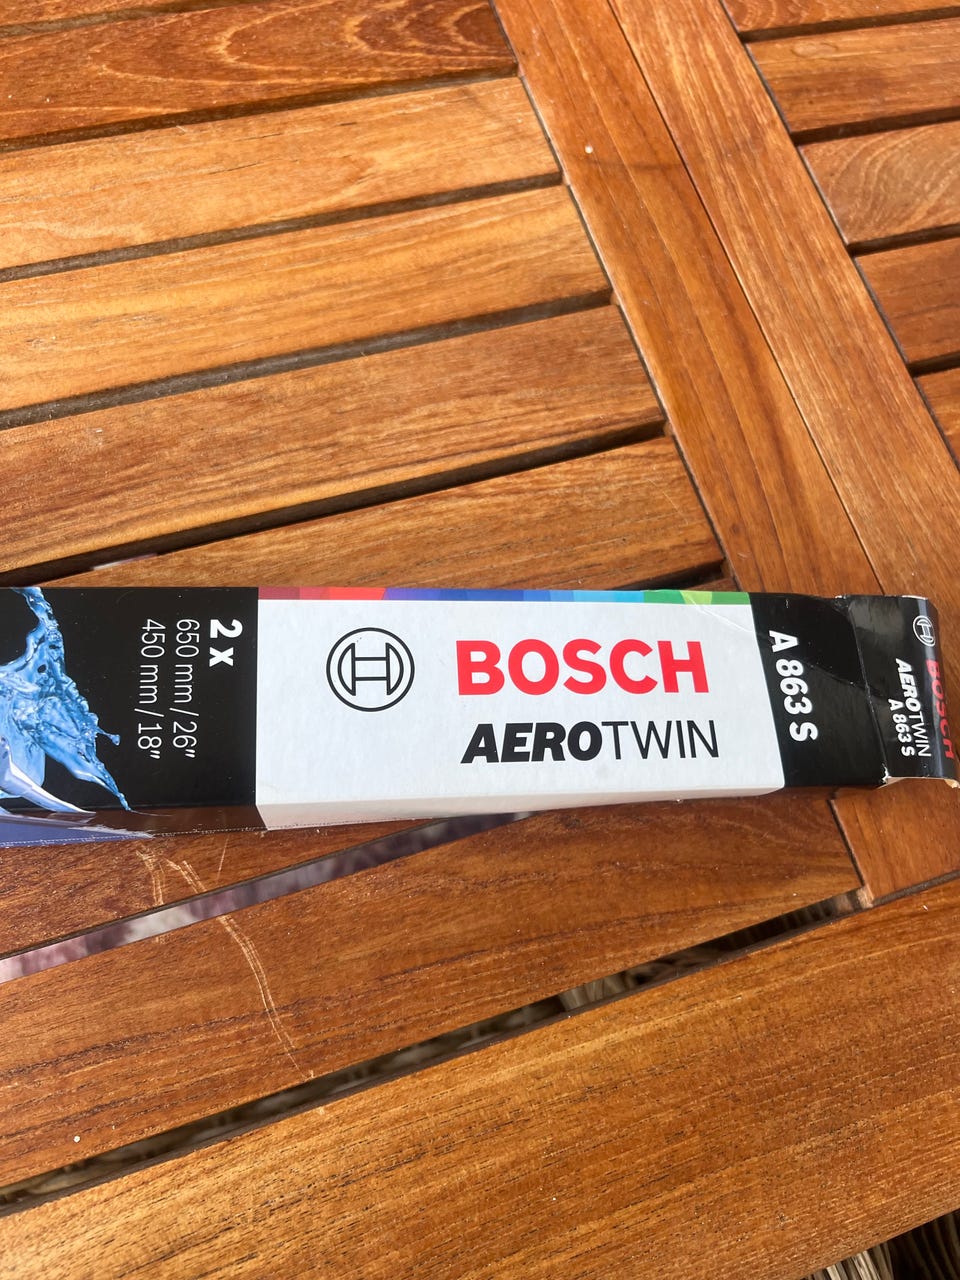 2 x
650 mm / 26"
450 mm / 18"
BOSCH
AEROTWIN
A 863 S
BOSCH
AEROTWIN
A 863 S